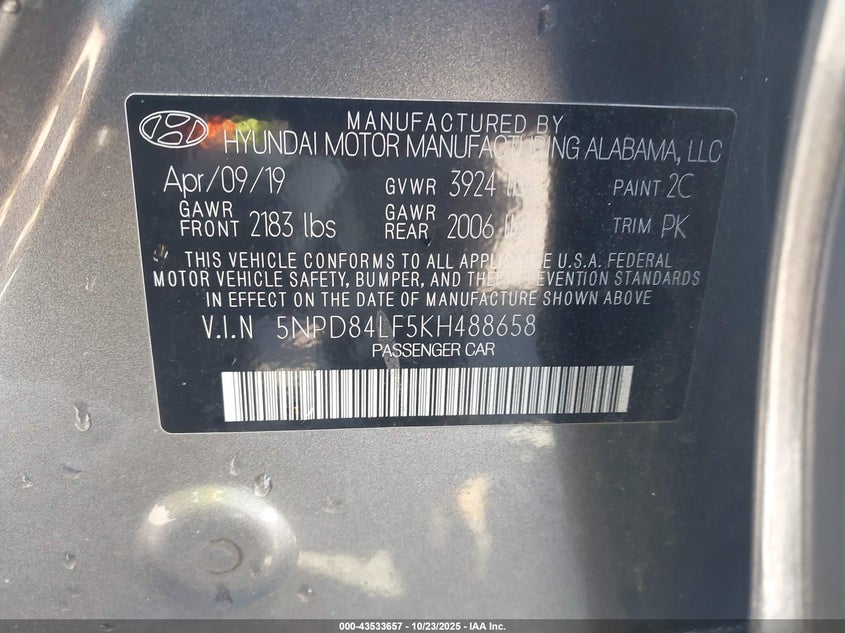 MANUFACTURED BY
HYUNDAI MOTOR MANUFACTURING ALABAMA, LLC
Apr/09/19 GVWR 3924 lbs PAINT 2C
GAWR FRONT 2183 lbs GAWR REAR 2006 lbs TRIM PK
THIS VEHICLE CONFORMS TO ALL APPLICABLE U.S.A. FEDERAL
MOTOR VEHICLE SAFETY, BUMPER, AND THEFT PREVENTION STANDARDS
IN EFFECT ON THE DATE OF MANUFACTURE SHOWN ABOVE
V.I.N 5NPD84LF5KH488658
PASSENGER CAR
000-43533657 - 10/23/2025 - IAA Inc.